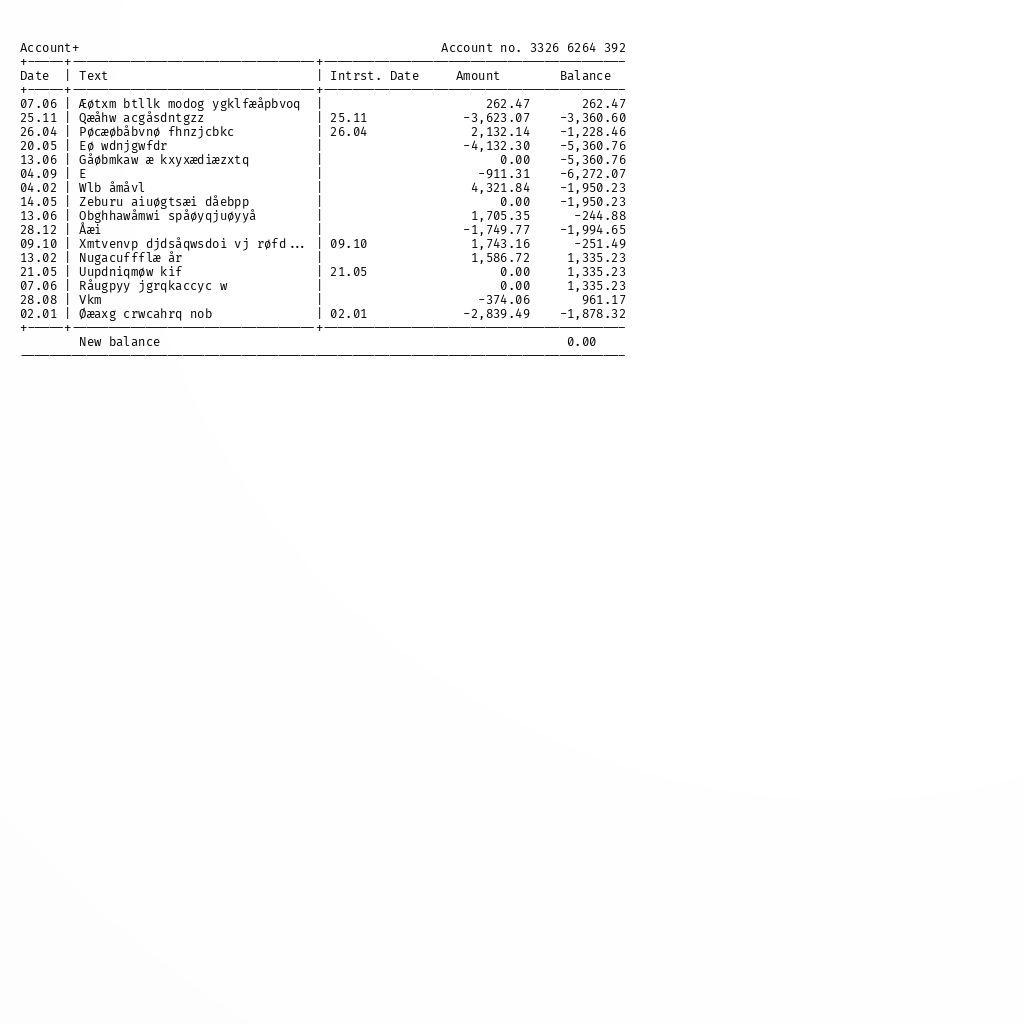 Account+ Account no. 3326 6264 392
Date | Text | Intrst. Date Amount Balance
07.06 | Æøtxm btllk modog ygklfæåpbvoq | 262.47 262.47
25.11 | Qæåhw acgåsdntgzz | 25.11 -3,623.07 -3,360.60
26.04 | Pøcæøbåbvnø fhnzjcbkc | 26.04 2,132.14 -1,228.46
20.05 | Eø wdnjgwfdr | -4,132.30 -5,360.76
13.06 | Gåøbmkaw æ kxyxædiæzxtq | 0.00 -5,360.76
04.09 | E | -911.31 -6,272.07
04.02 | Wlb åmåvl | 4,321.84 -1,950.23
14.05 | Zeburu aiuøgtsæi dåebpp | 0.00 -1,950.23
13.06 | Obghhawåmwi spåøyqjuøyyå | 1,705.35 -244.88
28.12 | Åæi | -1,749.77 -1,994.65
09.10 | Xmtvenvp djdsåqwsdoi vj røfd... | 09.10 1,743.16 -251.49
13.02 | Nugacuffflæ år | 1,586.72 1,335.23
21.05 | Uupdniqmøw kif | 21.05 0.00 1,335.23
07.06 | Råugpyy jgrqkaccyc w | 0.00 1,335.23
28.08 | Vkm | -374.06 961.17
02.01 | Øæaxg crwcahrq nob | 02.01 -2,839.49 -1,878.32
New balance 0.00